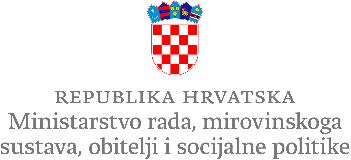 REPUBLIKA HRVATSKA
Ministarstvo rada, mirovinskoga
sustava, obitelji i socijalne politike